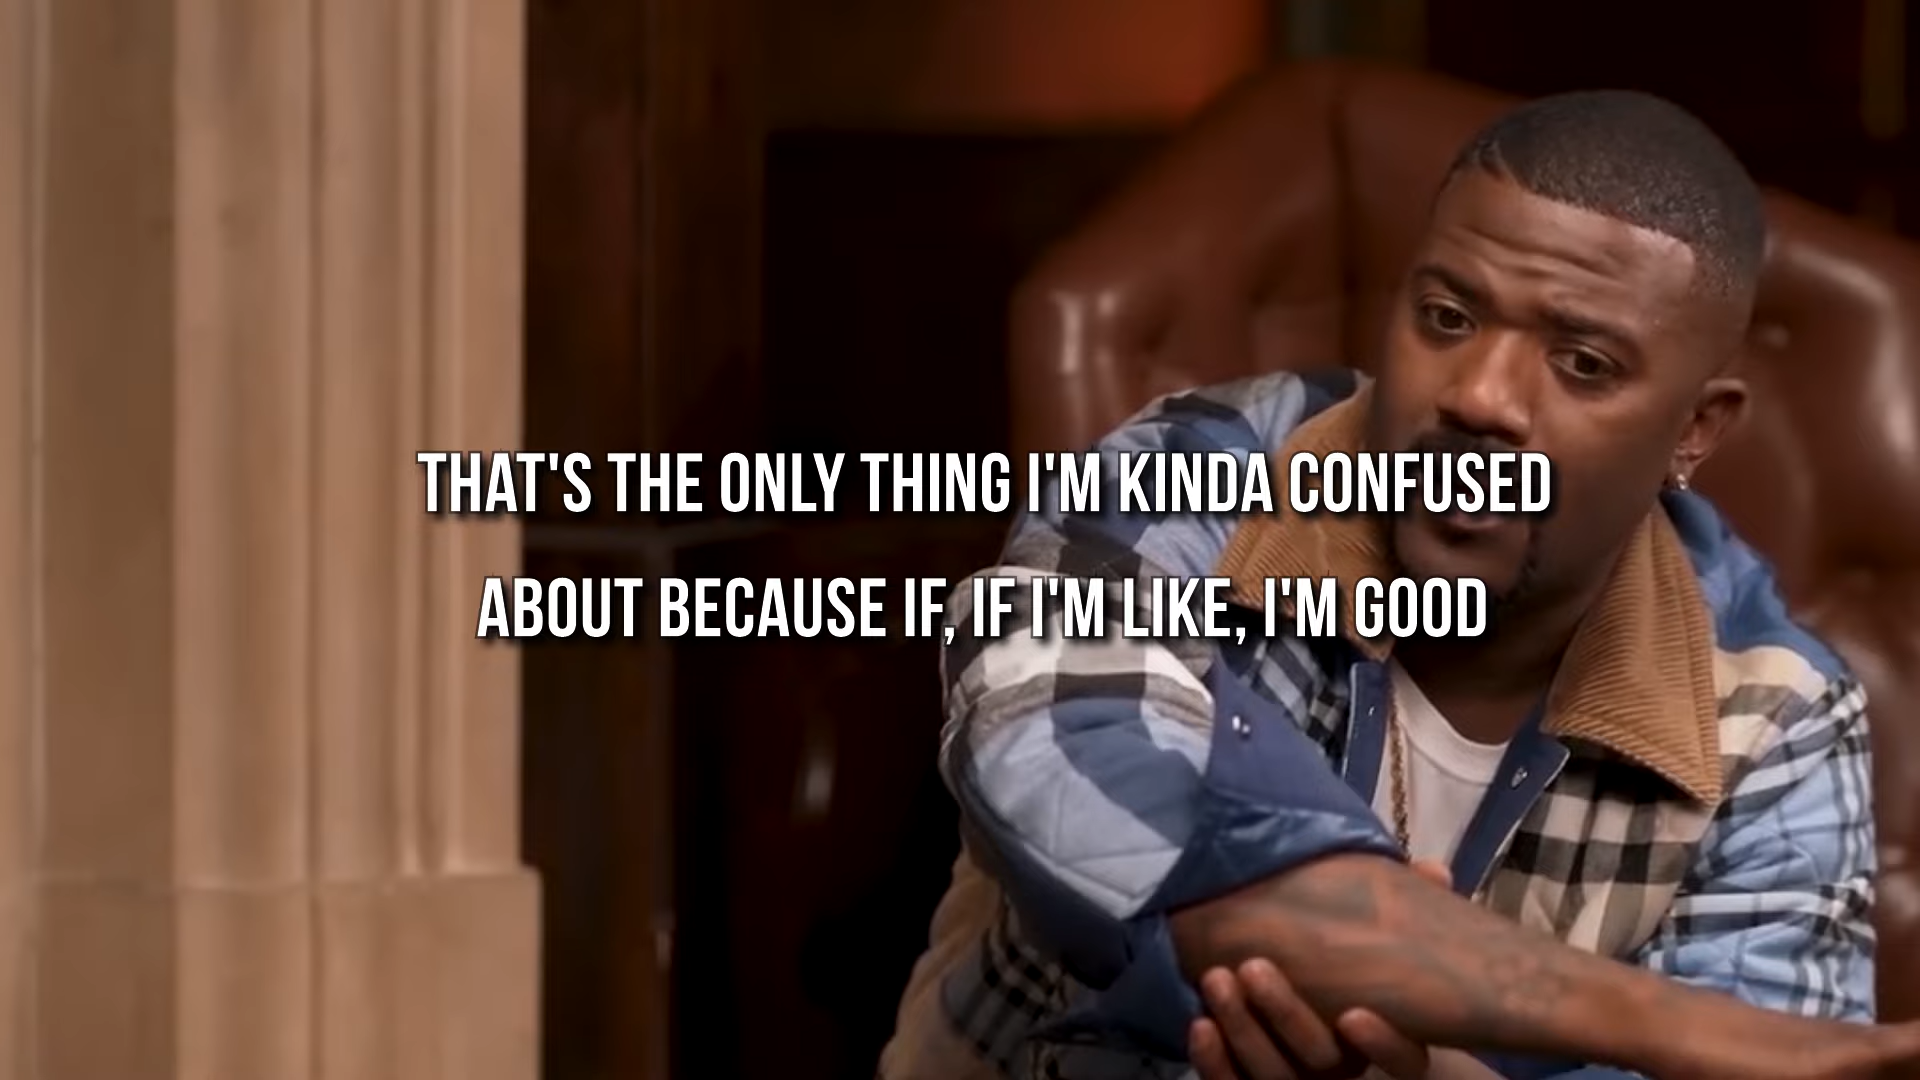 THAT'S THE ONLY THING I'M KINDA CONFUSED
ABOUT BECAUSE IF, IF I'M LIKE, I'M GOOD